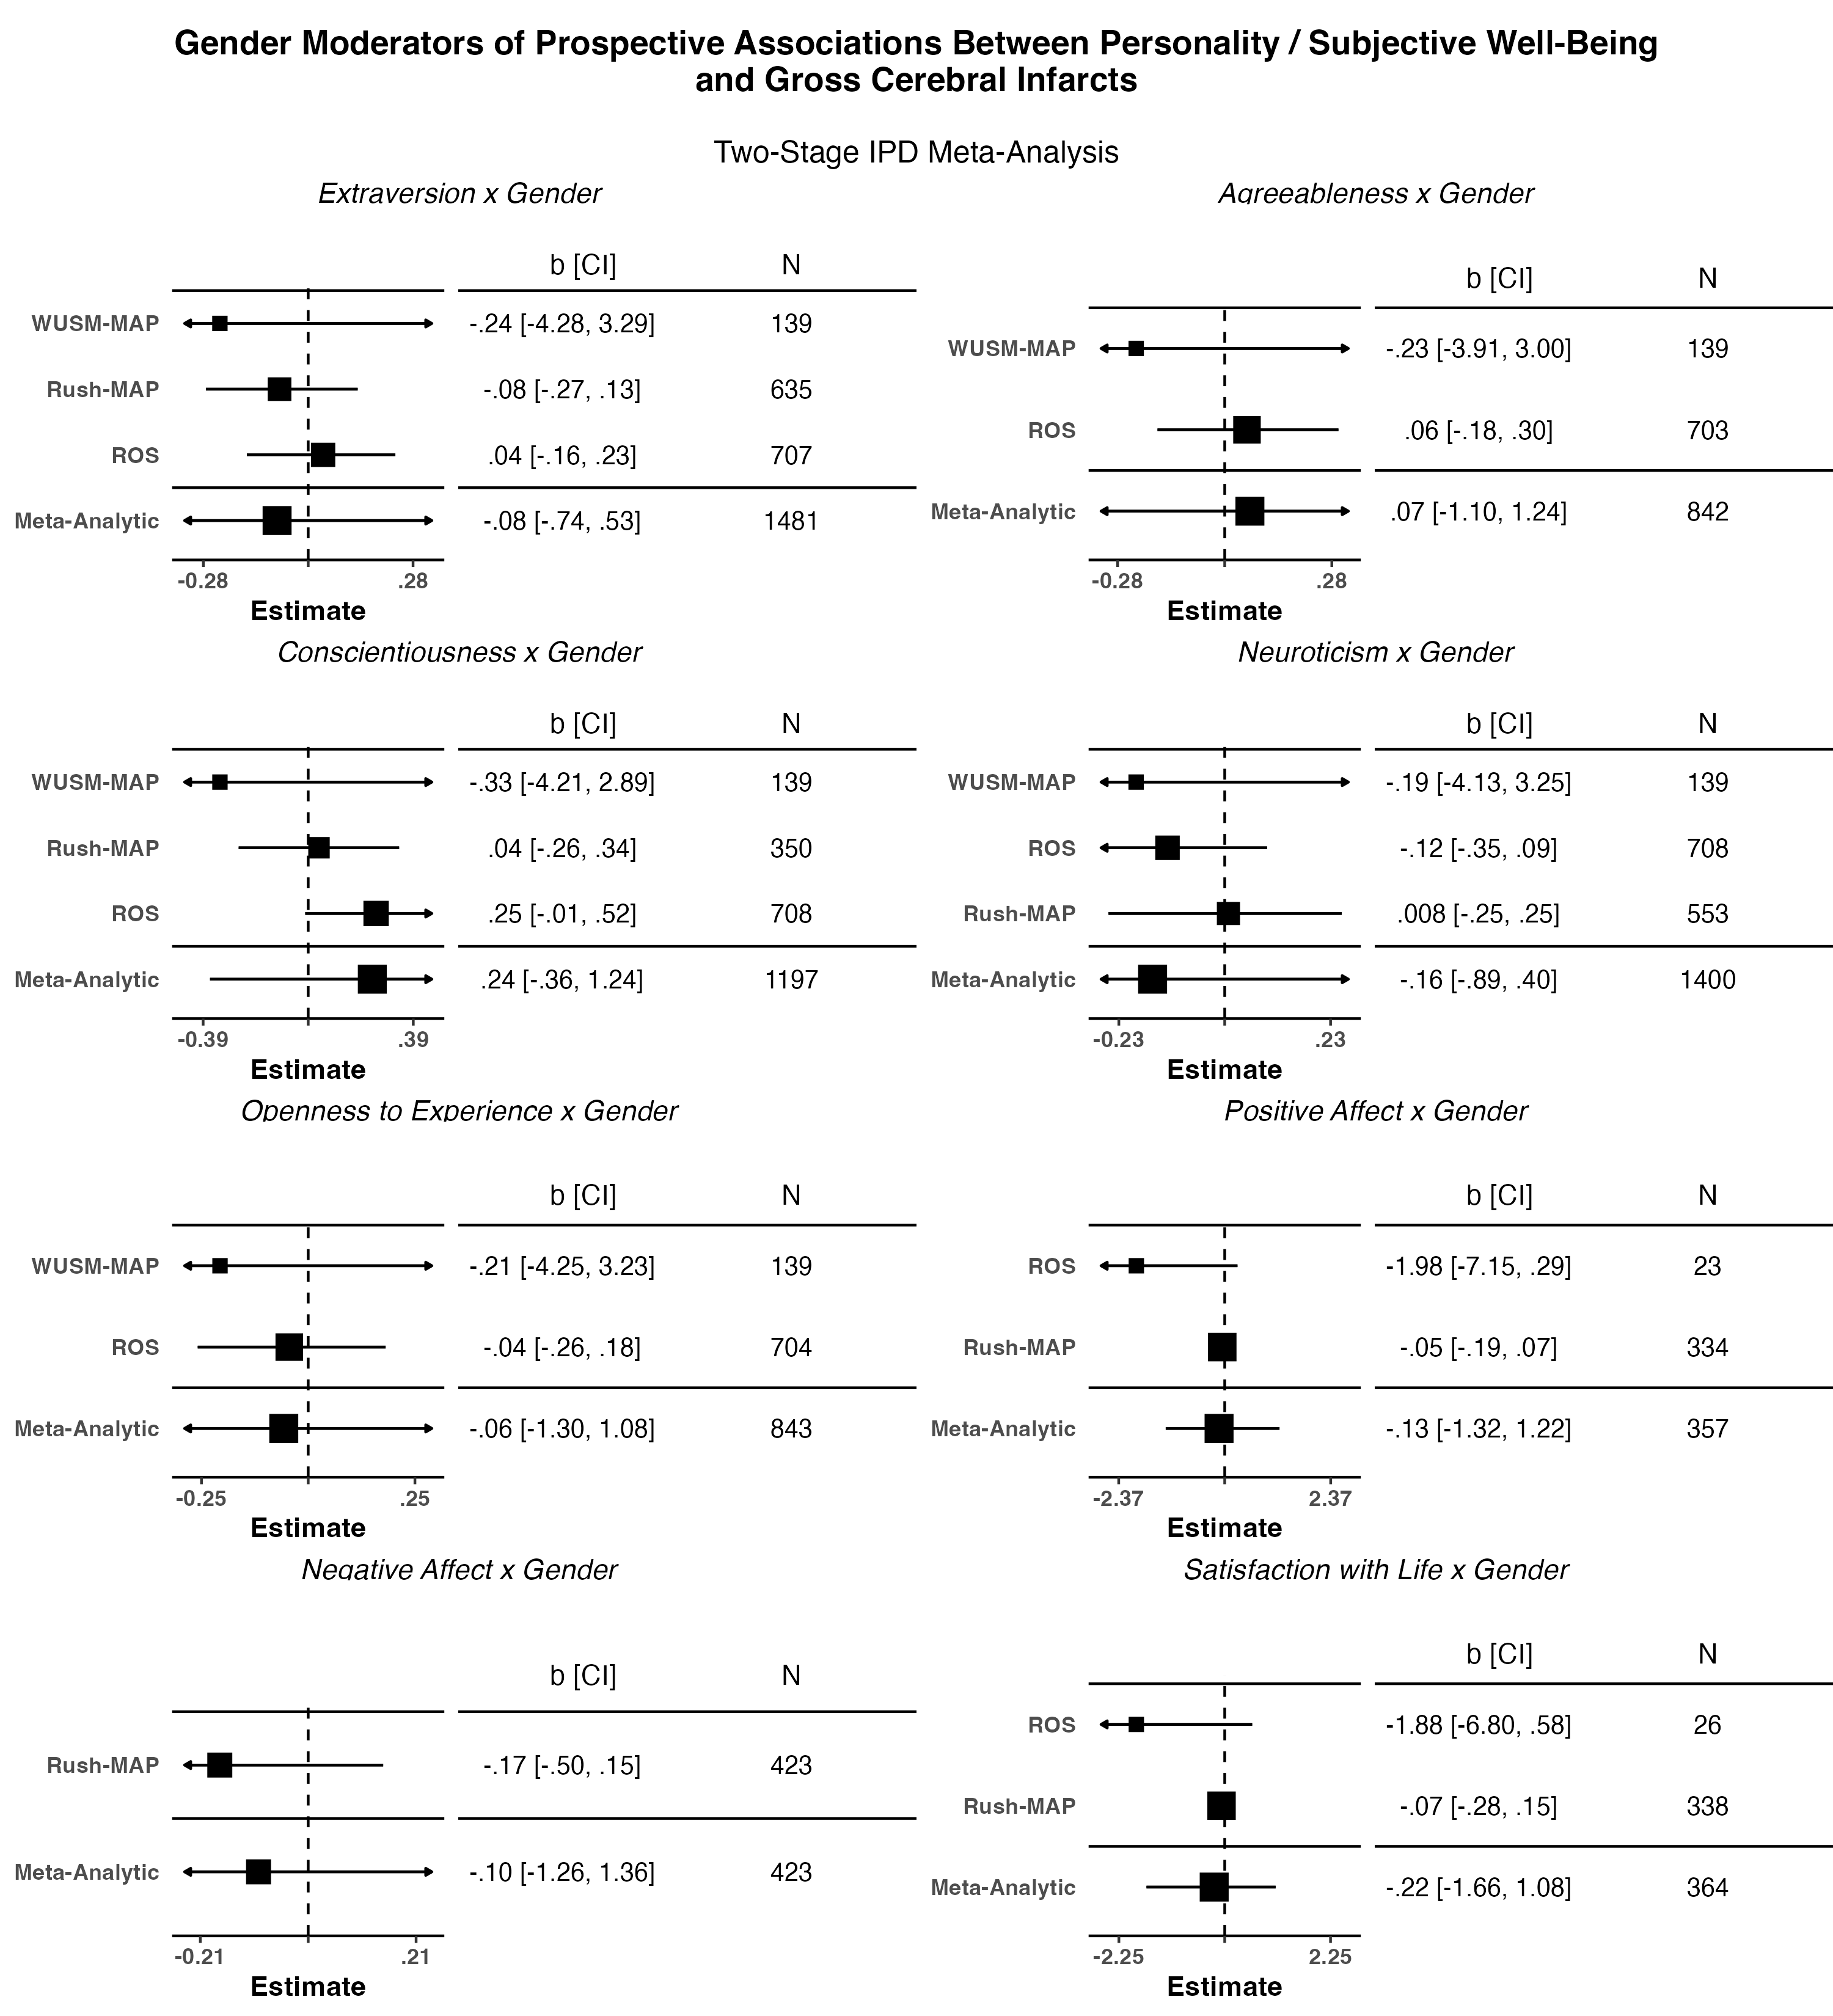 Gender Moderators of Prospective Associations Between Personality / Subjective Well-Being
and Gross Cerebral Infarcts
Two-Stage IPD Meta-Analysis
Extraversion x Gender
b [CI] N
WUSM-MAP -.24 [-4.28, 3.29] 139
Rush-MAP -.08 [-.27, .13] 635
ROS .04 [-.16, .23] 707
Meta-Analytic -.08 [-.74, .53] 1481
-0.28 .28
Estimate
Agreeableness x Gender
b [CI] N
WUSM-MAP -.23 [-3.91, 3.00] 139
ROS .06 [-.18, .30] 703
Meta-Analytic .07 [-1.10, 1.24] 842
-0.28 .28
Estimate
Conscientiousness x Gender
b [CI] N
WUSM-MAP -.33 [-4.21, 2.89] 139
Rush-MAP .04 [-.26, .34] 350
ROS .25 [-.01, .52] 708
Meta-Analytic .24 [-.36, 1.24] 1197
-0.39 .39
Estimate
Neuroticism x Gender
b [CI] N
WUSM-MAP -.19 [-4.13, 3.25] 139
ROS -.12 [-.35, .09] 708
Rush-MAP .008 [-.25, .25] 553
Meta-Analytic -.16 [-.89, .40] 1400
-0.23 .23
Estimate
Openness to Experience x Gender
b [CI] N
WUSM-MAP -.21 [-4.25, 3.23] 139
ROS -.04 [-.26, .18] 704
Meta-Analytic -.06 [-1.30, 1.08] 843
-0.25 .25
Estimate
Positive Affect x Gender
b [CI] N
ROS -1.98 [-7.15, .29] 23
Rush-MAP -.05 [-.19, .07] 334
Meta-Analytic -.13 [-1.32, 1.22] 357
-2.37 2.37
Estimate
Negative Affect x Gender
b [CI] N
Rush-MAP -.17 [-.50, .15] 423
Meta-Analytic -.10 [-1.26, 1.36] 423
-0.21 .21
Estimate
Satisfaction with Life x Gender
b [CI] N
ROS -1.88 [-6.80, .58] 26
Rush-MAP -.07 [-.28, .15] 338
Meta-Analytic -.22 [-1.66, 1.08] 364
-2.25 2.25
Estimate